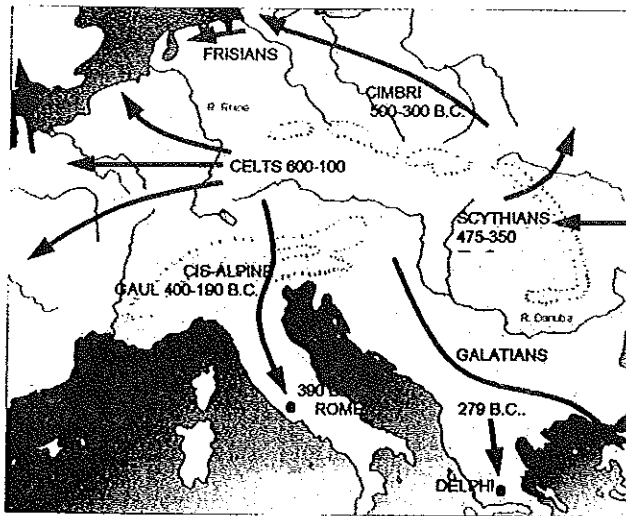 FRISIANS
CIMBRI
500-300 B.C.
R. Rhine
CELTS 600-100
SCYTHIANS
475-350
CIS-ALPINE
GAUL 400-190 B.C.
R. Danube
GALATIANS
390 B
ROME
279 B.C..
DELPHI